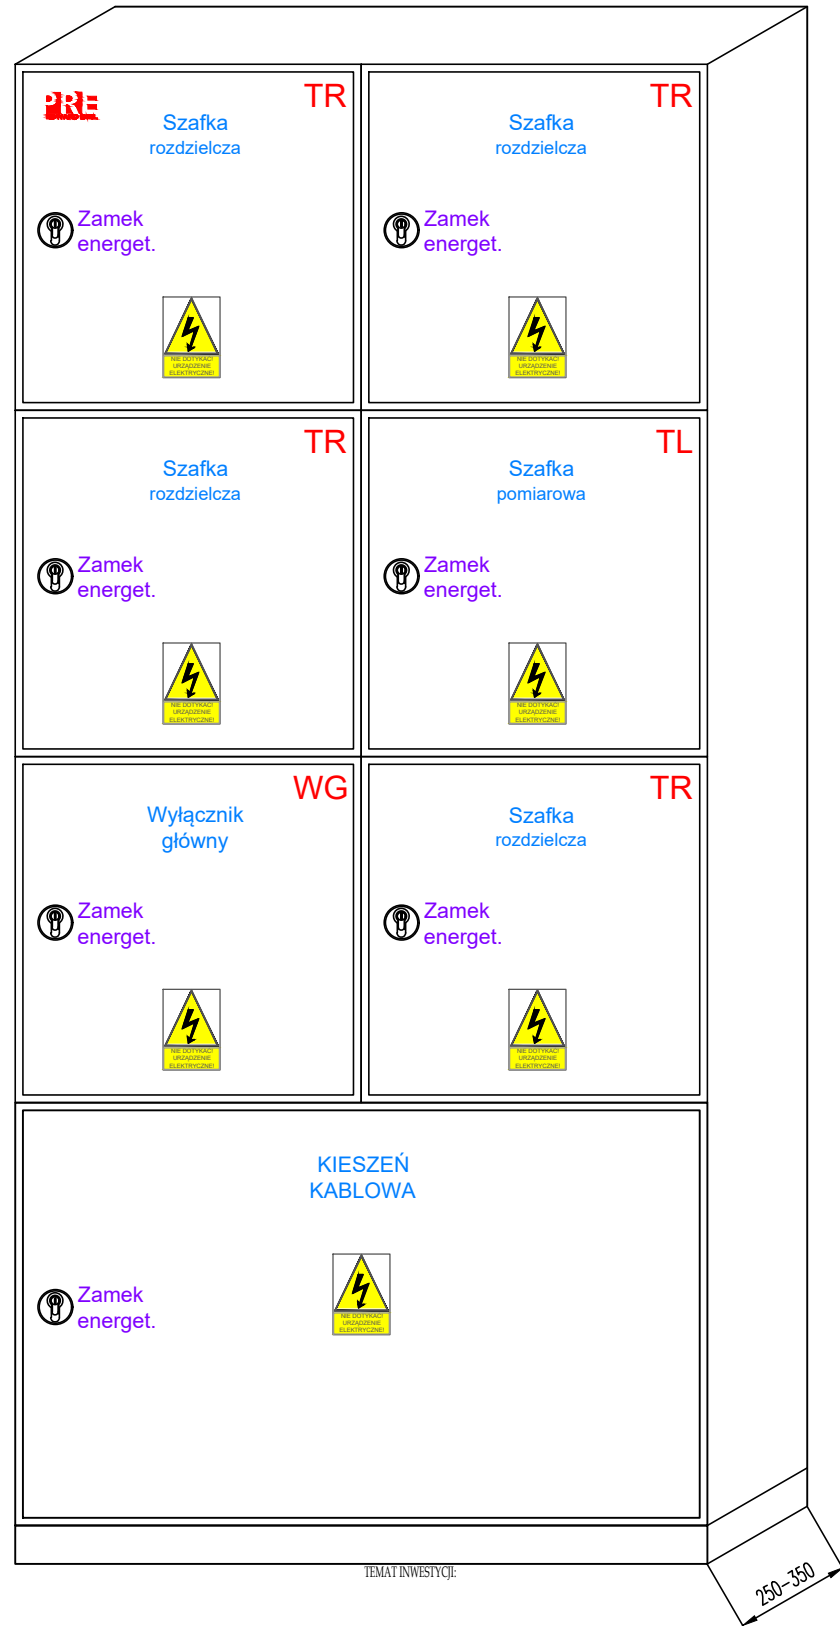 PRE
TR
Szafka
rozdzielcza
Zamek
energet.
NIE DOTYKAĆ!
URZĄDZENIE
ELEKTRYCZNE!
TR
Szafka
rozdzielcza
Zamek
energet.
NIE DOTYKAĆ!
URZĄDZENIE
ELEKTRYCZNE!
TR
Szafka
rozdzielcza
Zamek
energet.
NIE DOTYKAĆ!
URZĄDZENIE
ELEKTRYCZNE!
TL
Szafka
pomiarowa
Zamek
energet.
NIE DOTYKAĆ!
URZĄDZENIE
ELEKTRYCZNE!
WG
Wyłącznik
główny
Zamek
energet.
NIE DOTYKAĆ!
URZĄDZENIE
ELEKTRYCZNE!
TR
Szafka
rozdzielcza
Zamek
energet.
NIE DOTYKAĆ!
URZĄDZENIE
ELEKTRYCZNE!
KIESZEŃ
KABLOWA
Zamek
energet.
NIE DOTYKAĆ!
URZĄDZENIE
ELEKTRYCZNE!
TEMAT INWESTYCJI:
250-350